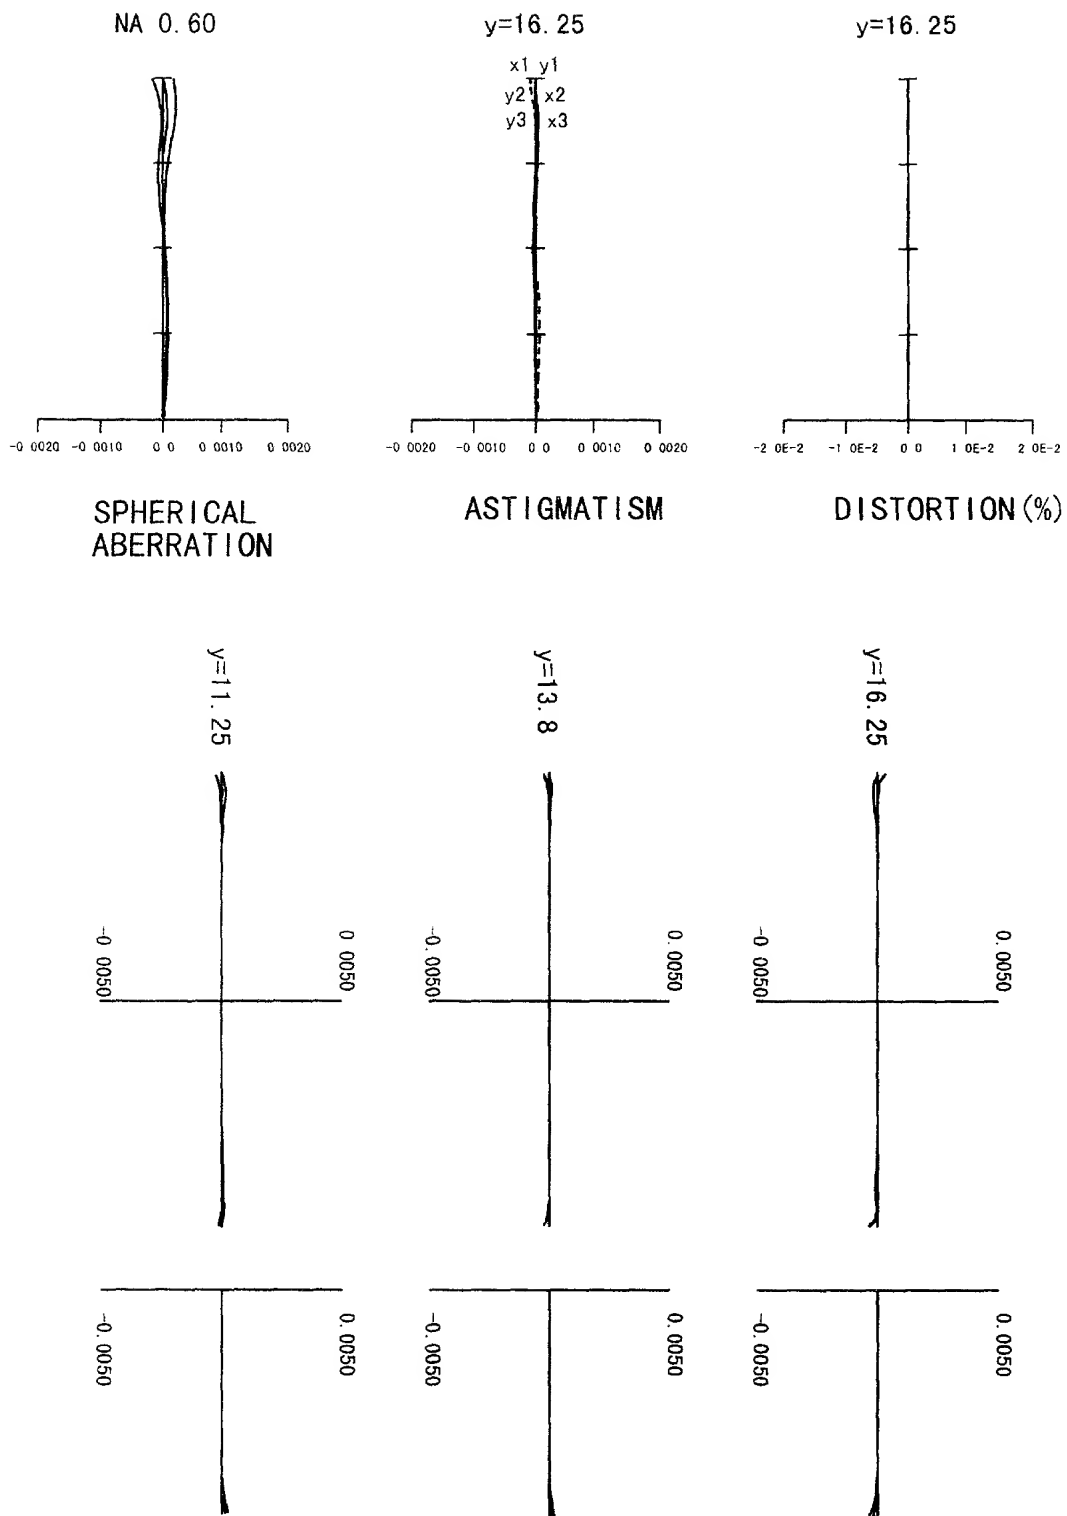 NA 0.60
y=16.25
y=16.25
x1 y1
y2 x2
y3 x3
-0 0020 -0 0010 0 0 0 0010 0 0020
-0 0020 -0 0010 0 0 0 0010 0 0020
-2 0E-2 -1 0E-2 0 0 1 0E-2 2 0E-2
SPHERICAL
ABERRATION
ASTIGMATISM
DISTORTION(%)
y=11.25
y=13.8
y=16.25
-0 0050
0 0050
-0.0050
0.0050
-0 0050
0 0050
-0.0050
0.0050
-0.0050
0.0050
-0.0050
0.0050